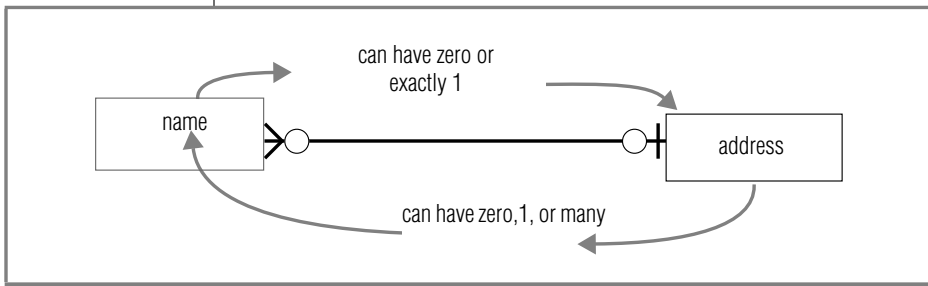 can have zero or
exactly 1
name
address
can have zero,1, or many